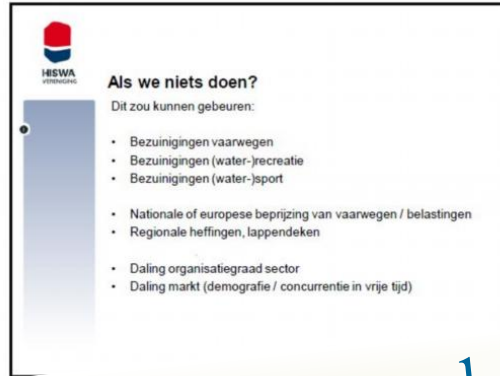 HISWA
VERENIGING
Als we niets doen?
Dit zou kunnen gebeuren:
• Bezuinigingen vaarwegen
• Bezuinigingen (water-)recreatie
• Bezuinigingen (water-)sport
• Nationale of europese beprijzing van vaarwegen / belastingen
• Regionale heffingen, lappendeken
• Daling organisatiegraad sector
• Daling markt (demografie / concurrentie in vrije tijd)